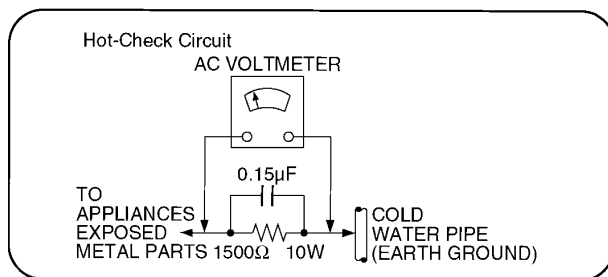 Hot-Check Circuit
AC VOLTMETER
0.15µF
TO
APPLIANCES
EXPOSED
METAL PARTS
1500Ω 10W
COLD
WATER PIPE
(EARTH GROUND)